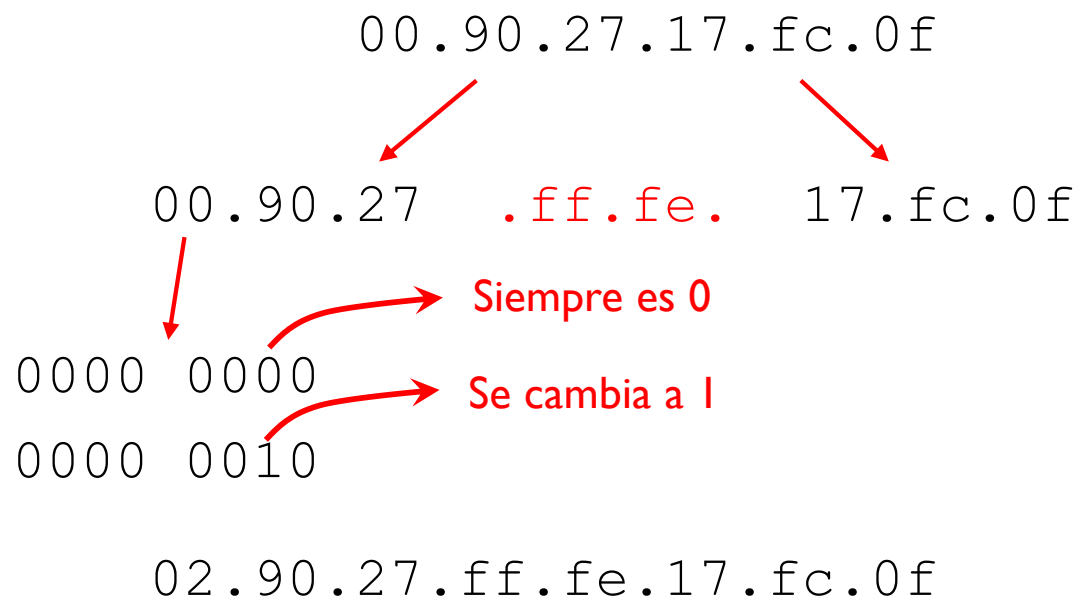 00.90.27.17.fc.0f
00.90.27 .ff.fe. 17.fc.0f
Siempre es 0
0000 0000
Se cambia a 1
0000 0010
02.90.27.ff.fe.17.fc.0f